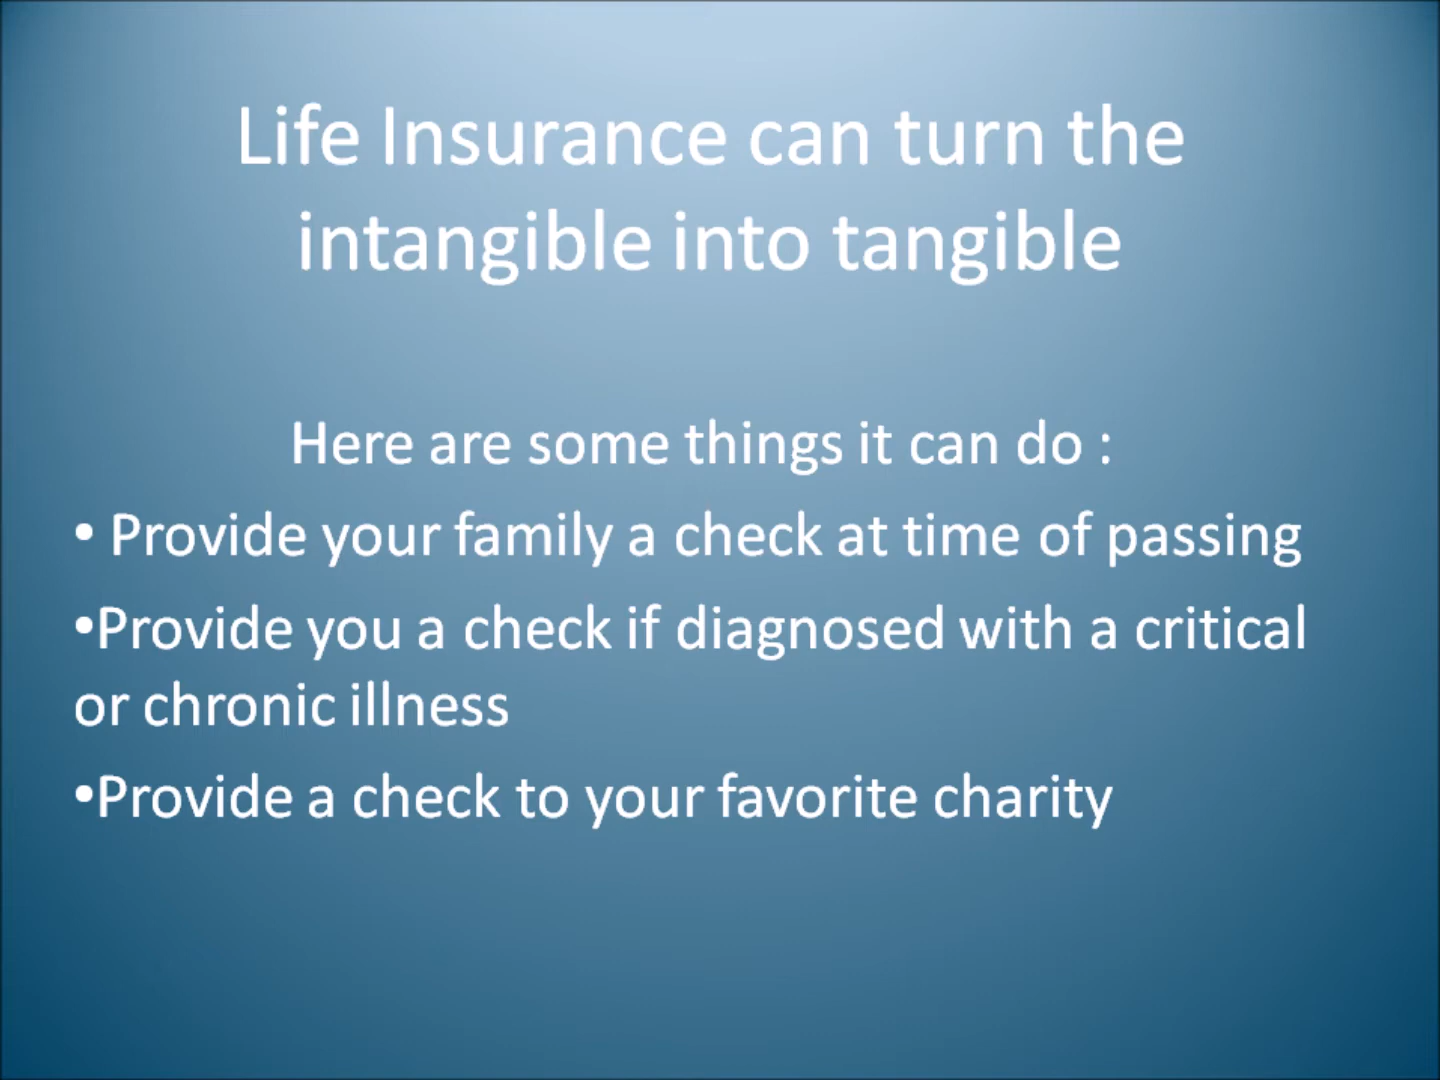 Life Insurance can turn the
intangible into tangible
Here are some things it can do :
• Provide your family a check at time of passing
•Provide you a check if diagnosed with a critical
or chronic illness
•Provide a check to your favorite charity